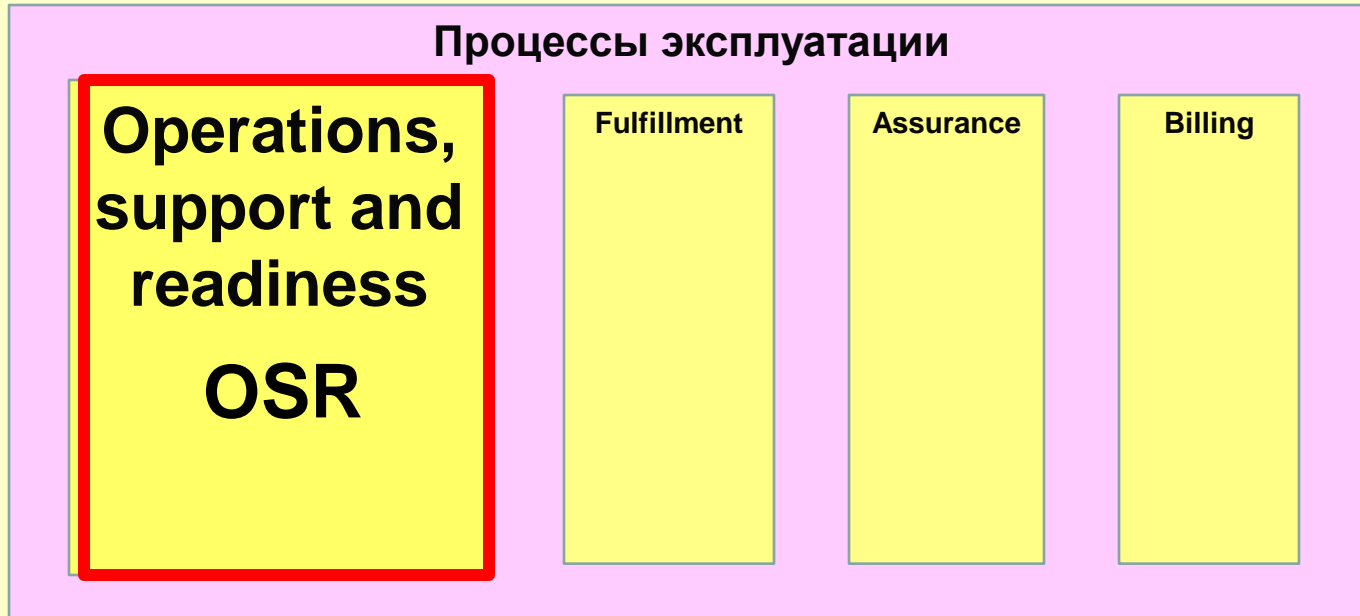 Процессы эксплуатации
Operations,
support and
readiness
OSR
Fulfillment
Assurance
Billing